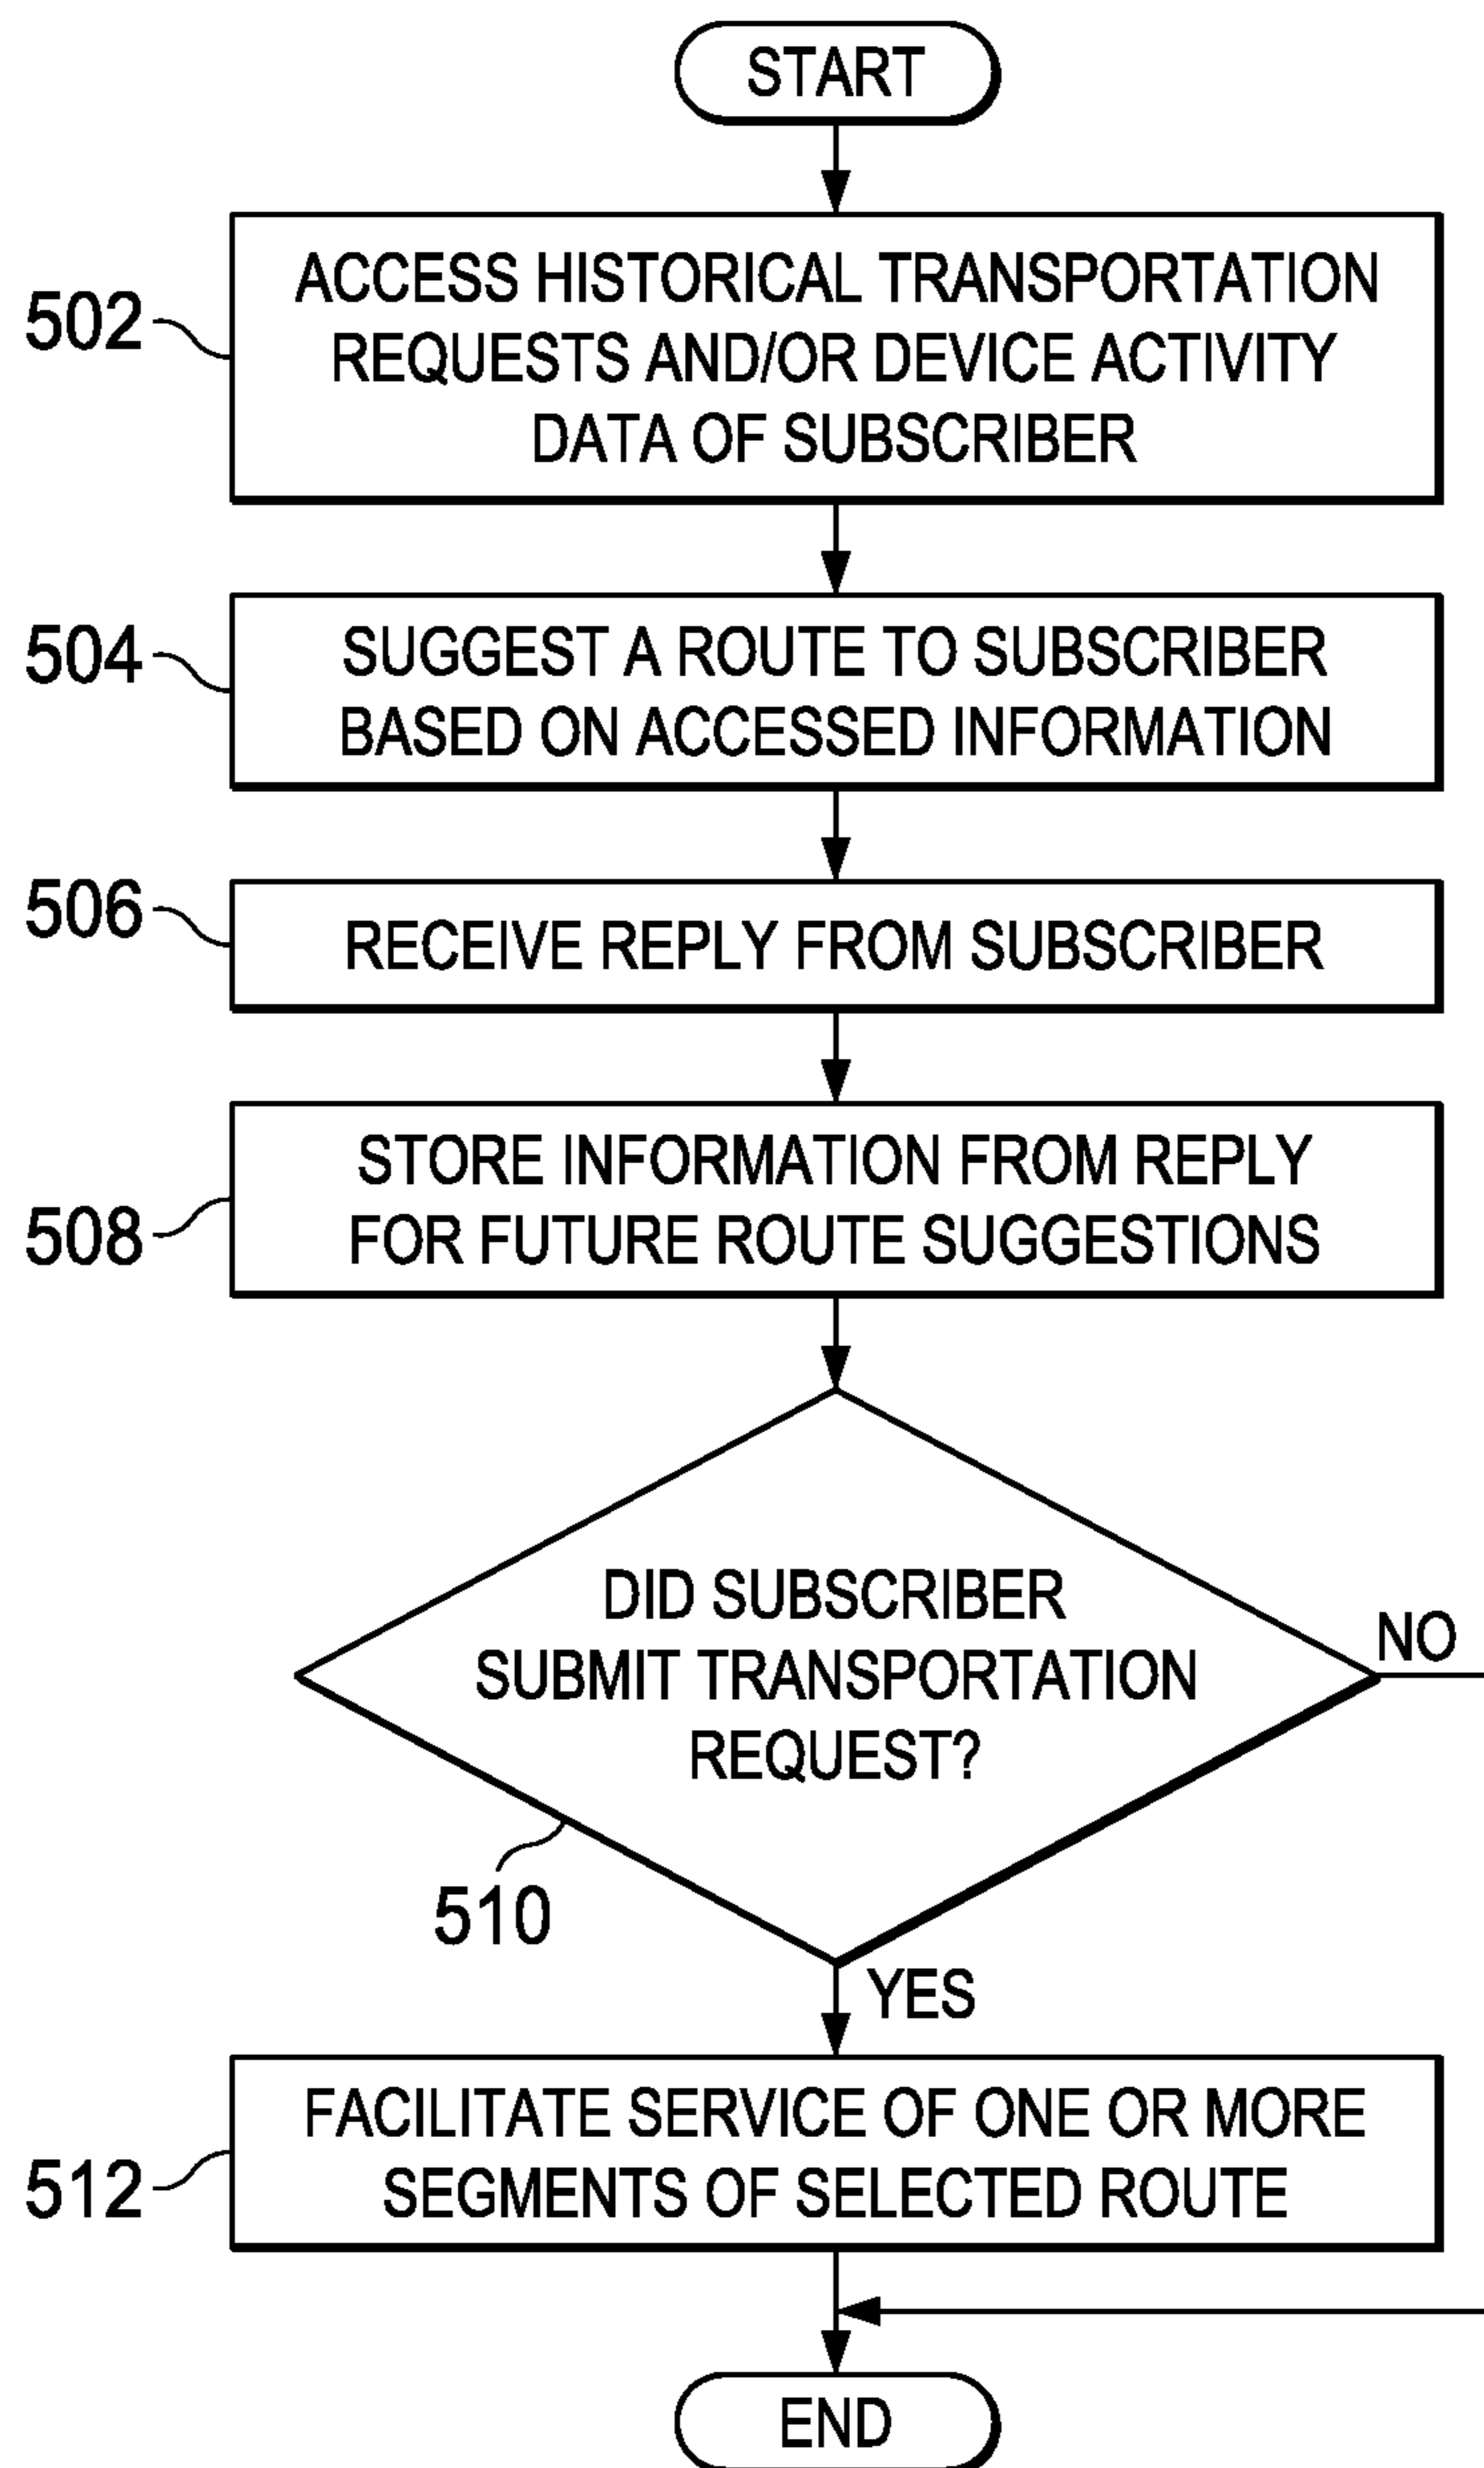 START
502
ACCESS HISTORICAL TRANSPORTATION
REQUESTS AND/OR DEVICE ACTIVITY
DATA OF SUBSCRIBER
504
SUGGEST A ROUTE TO SUBSCRIBER
BASED ON ACCESSED INFORMATION
506
RECEIVE REPLY FROM SUBSCRIBER
508
STORE INFORMATION FROM REPLY
FOR FUTURE ROUTE SUGGESTIONS
DID SUBSCRIBER
SUBMIT TRANSPORTATION
REQUEST?
NO
510
YES
512
FACILITATE SERVICE OF ONE OR MORE
SEGMENTS OF SELECTED ROUTE
END